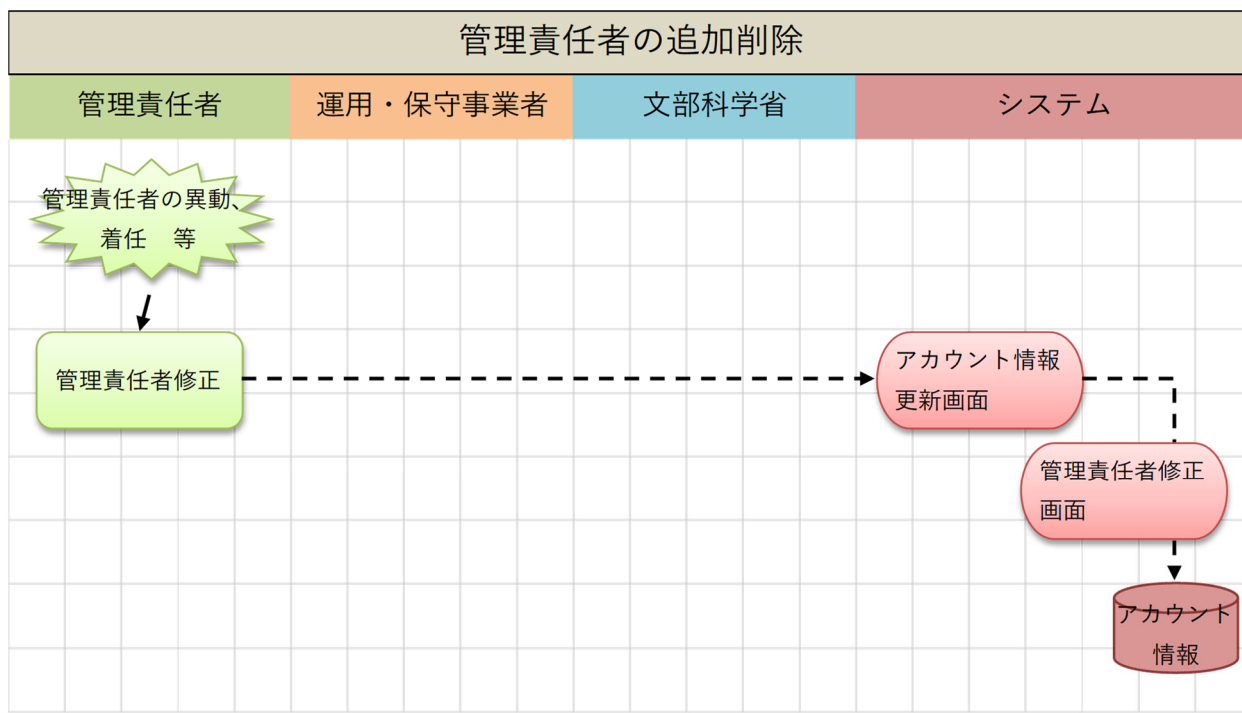 管理責任者の追加削除
管理責任者
運用・保守事業者
文部科学省
システム
管理責任者の異動、
着任　等
管理責任者修正
アカウント情報
更新画面
管理責任者修正
画面
アカウント
情報